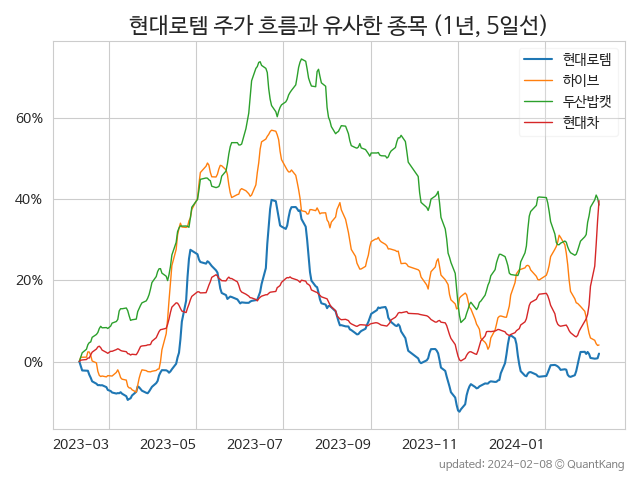 현대로템 주가 흐름과 유사한 종목 (1년, 5일선)
현대로템
하이브
두산밥캣
현대차
60%
40%
20%
0%
2023-03 2023-05 2023-07 2023-09 2023-11 2024-01
updated: 2024-02-08 © QuantKang